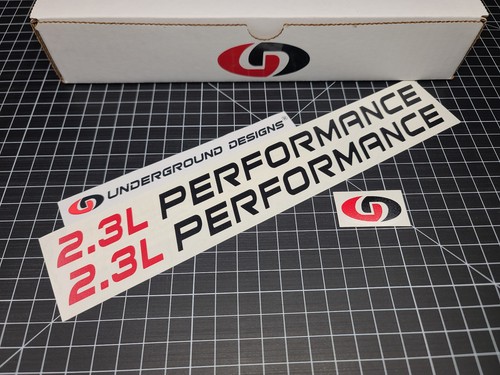 UNDERGROUND DESIGNS
2.3L PERFORMANCE
2.3L PERFORMANCE